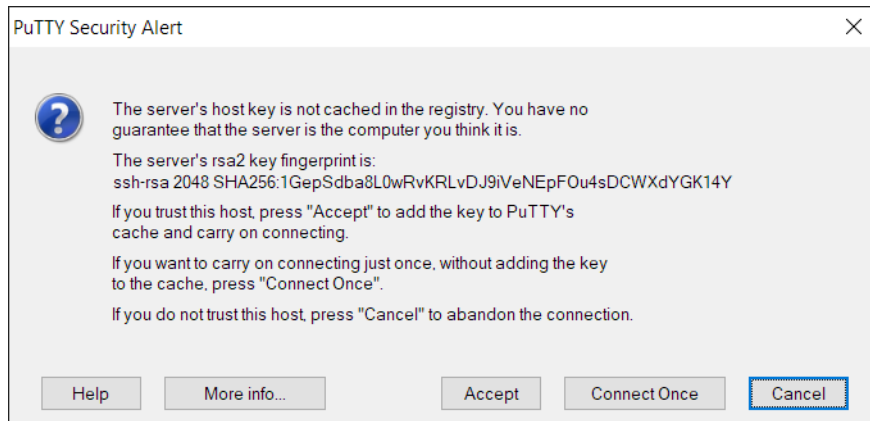 PuTTY Security Alert
The server's host key is not cached in the registry. You have no
guarantee that the server is the computer you think it is.
The server's rsa2 key fingerprint is:
ssh-rsa 2048 SHA256:1GepSdba8L0wRvKRLvDJ9iVeNEpFOu4sDCWXdYGK14Y
If you trust this host, press "Accept" to add the key to PuTTY's
cache and carry on connecting.
If you want to carry on connecting just once, without adding the key
to the cache, press "Connect Once".
If you do not trust this host, press "Cancel" to abandon the connection.
Help More info... Accept Connect Once Cancel